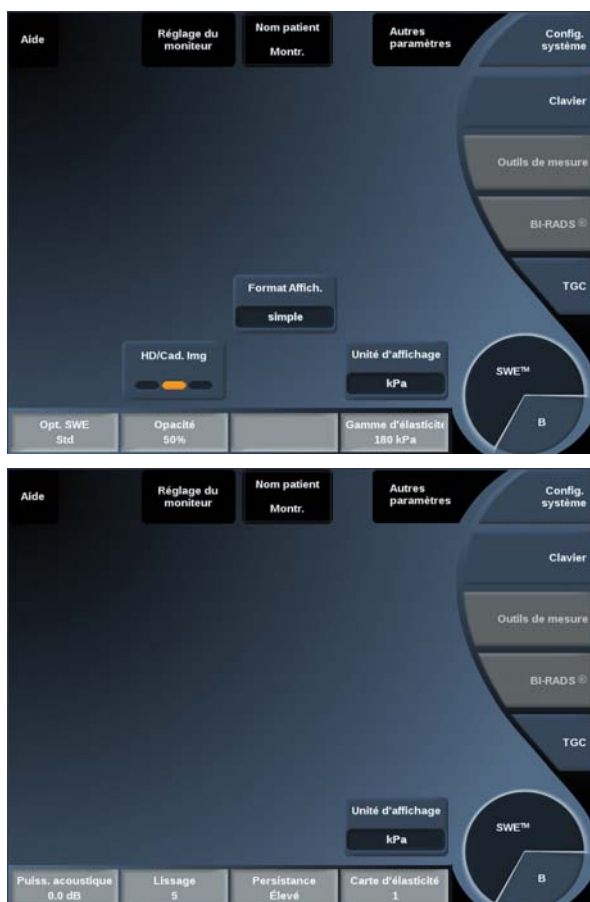 Aide
Réglage du
moniteur
Nom patient
Montr.
Autres
paramètres
Config.
système
Clavier
Outils de mesure
BI-RADS ®
TGC
Format Affich.
simple
HD/Cad. Img
Unité d'affichage
kPa
SWE™
B
Opt. SWE
Std
Opacité
50%
Gamme d'élasticité
180 kPa
Aide
Réglage du
moniteur
Nom patient
Montr.
Autres
paramètres
Config.
système
Clavier
Outils de mesure
BI-RADS ®
TGC
Unité d'affichage
kPa
SWE™
B
Puiss. acoustique
0.0 dB
Lissage
5
Persistance
Élevé
Carte d'élasticité
1